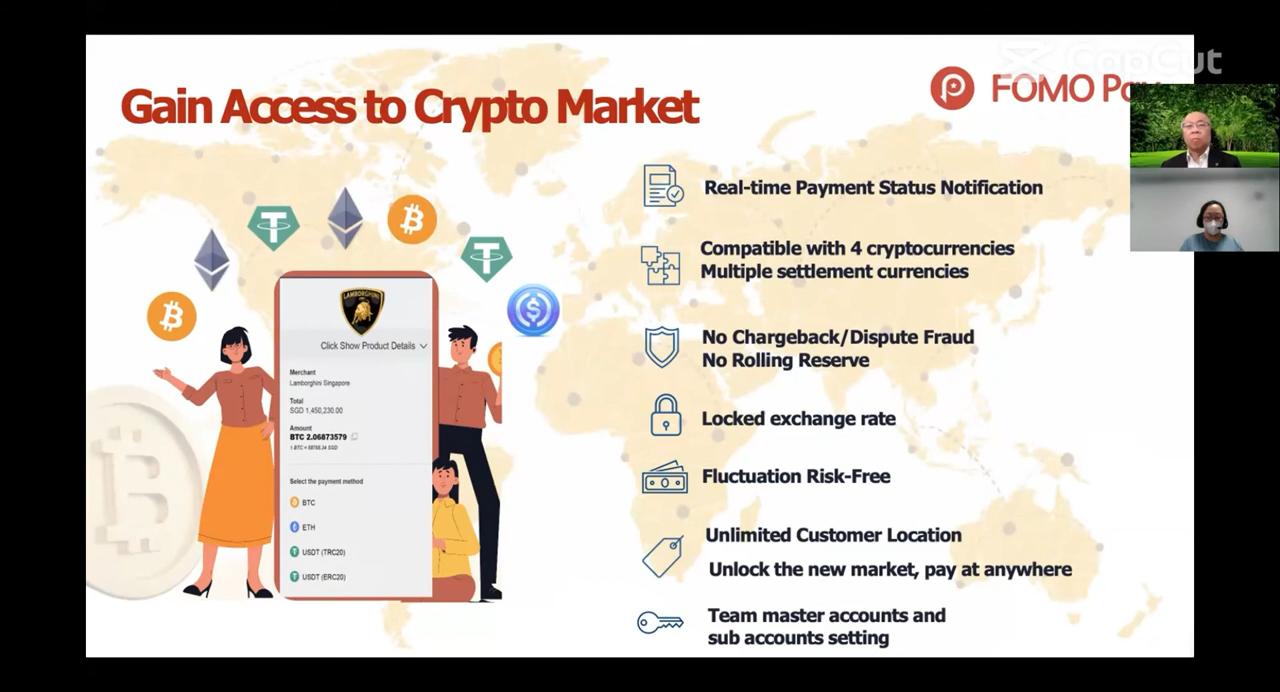 CapCut
Gain Access to Crypto Market
FOMO Pay
Real-time Payment Status Notification
Compatible with 4 cryptocurrencies
Multiple settlement currencies
No Chargeback/Dispute Fraud
No Rolling Reserve
Locked exchange rate
Fluctuation Risk-Free
Unlimited Customer Location
Unlock the new market, pay at anywhere
Team master accounts and
sub accounts setting
LAMBORGHINI
Click Show Product Details
Merchant
Lamborghini Singapore
Total
SGD 1,450,230.00
Amount
BTC 2.06873579
Select the payment method
BTC
ETH
USDT (TRC20)
USDT (ERC20)